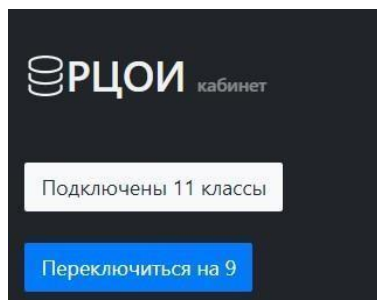 РЦОИ кабинет
Подключены 11 классы
Переключиться на 9